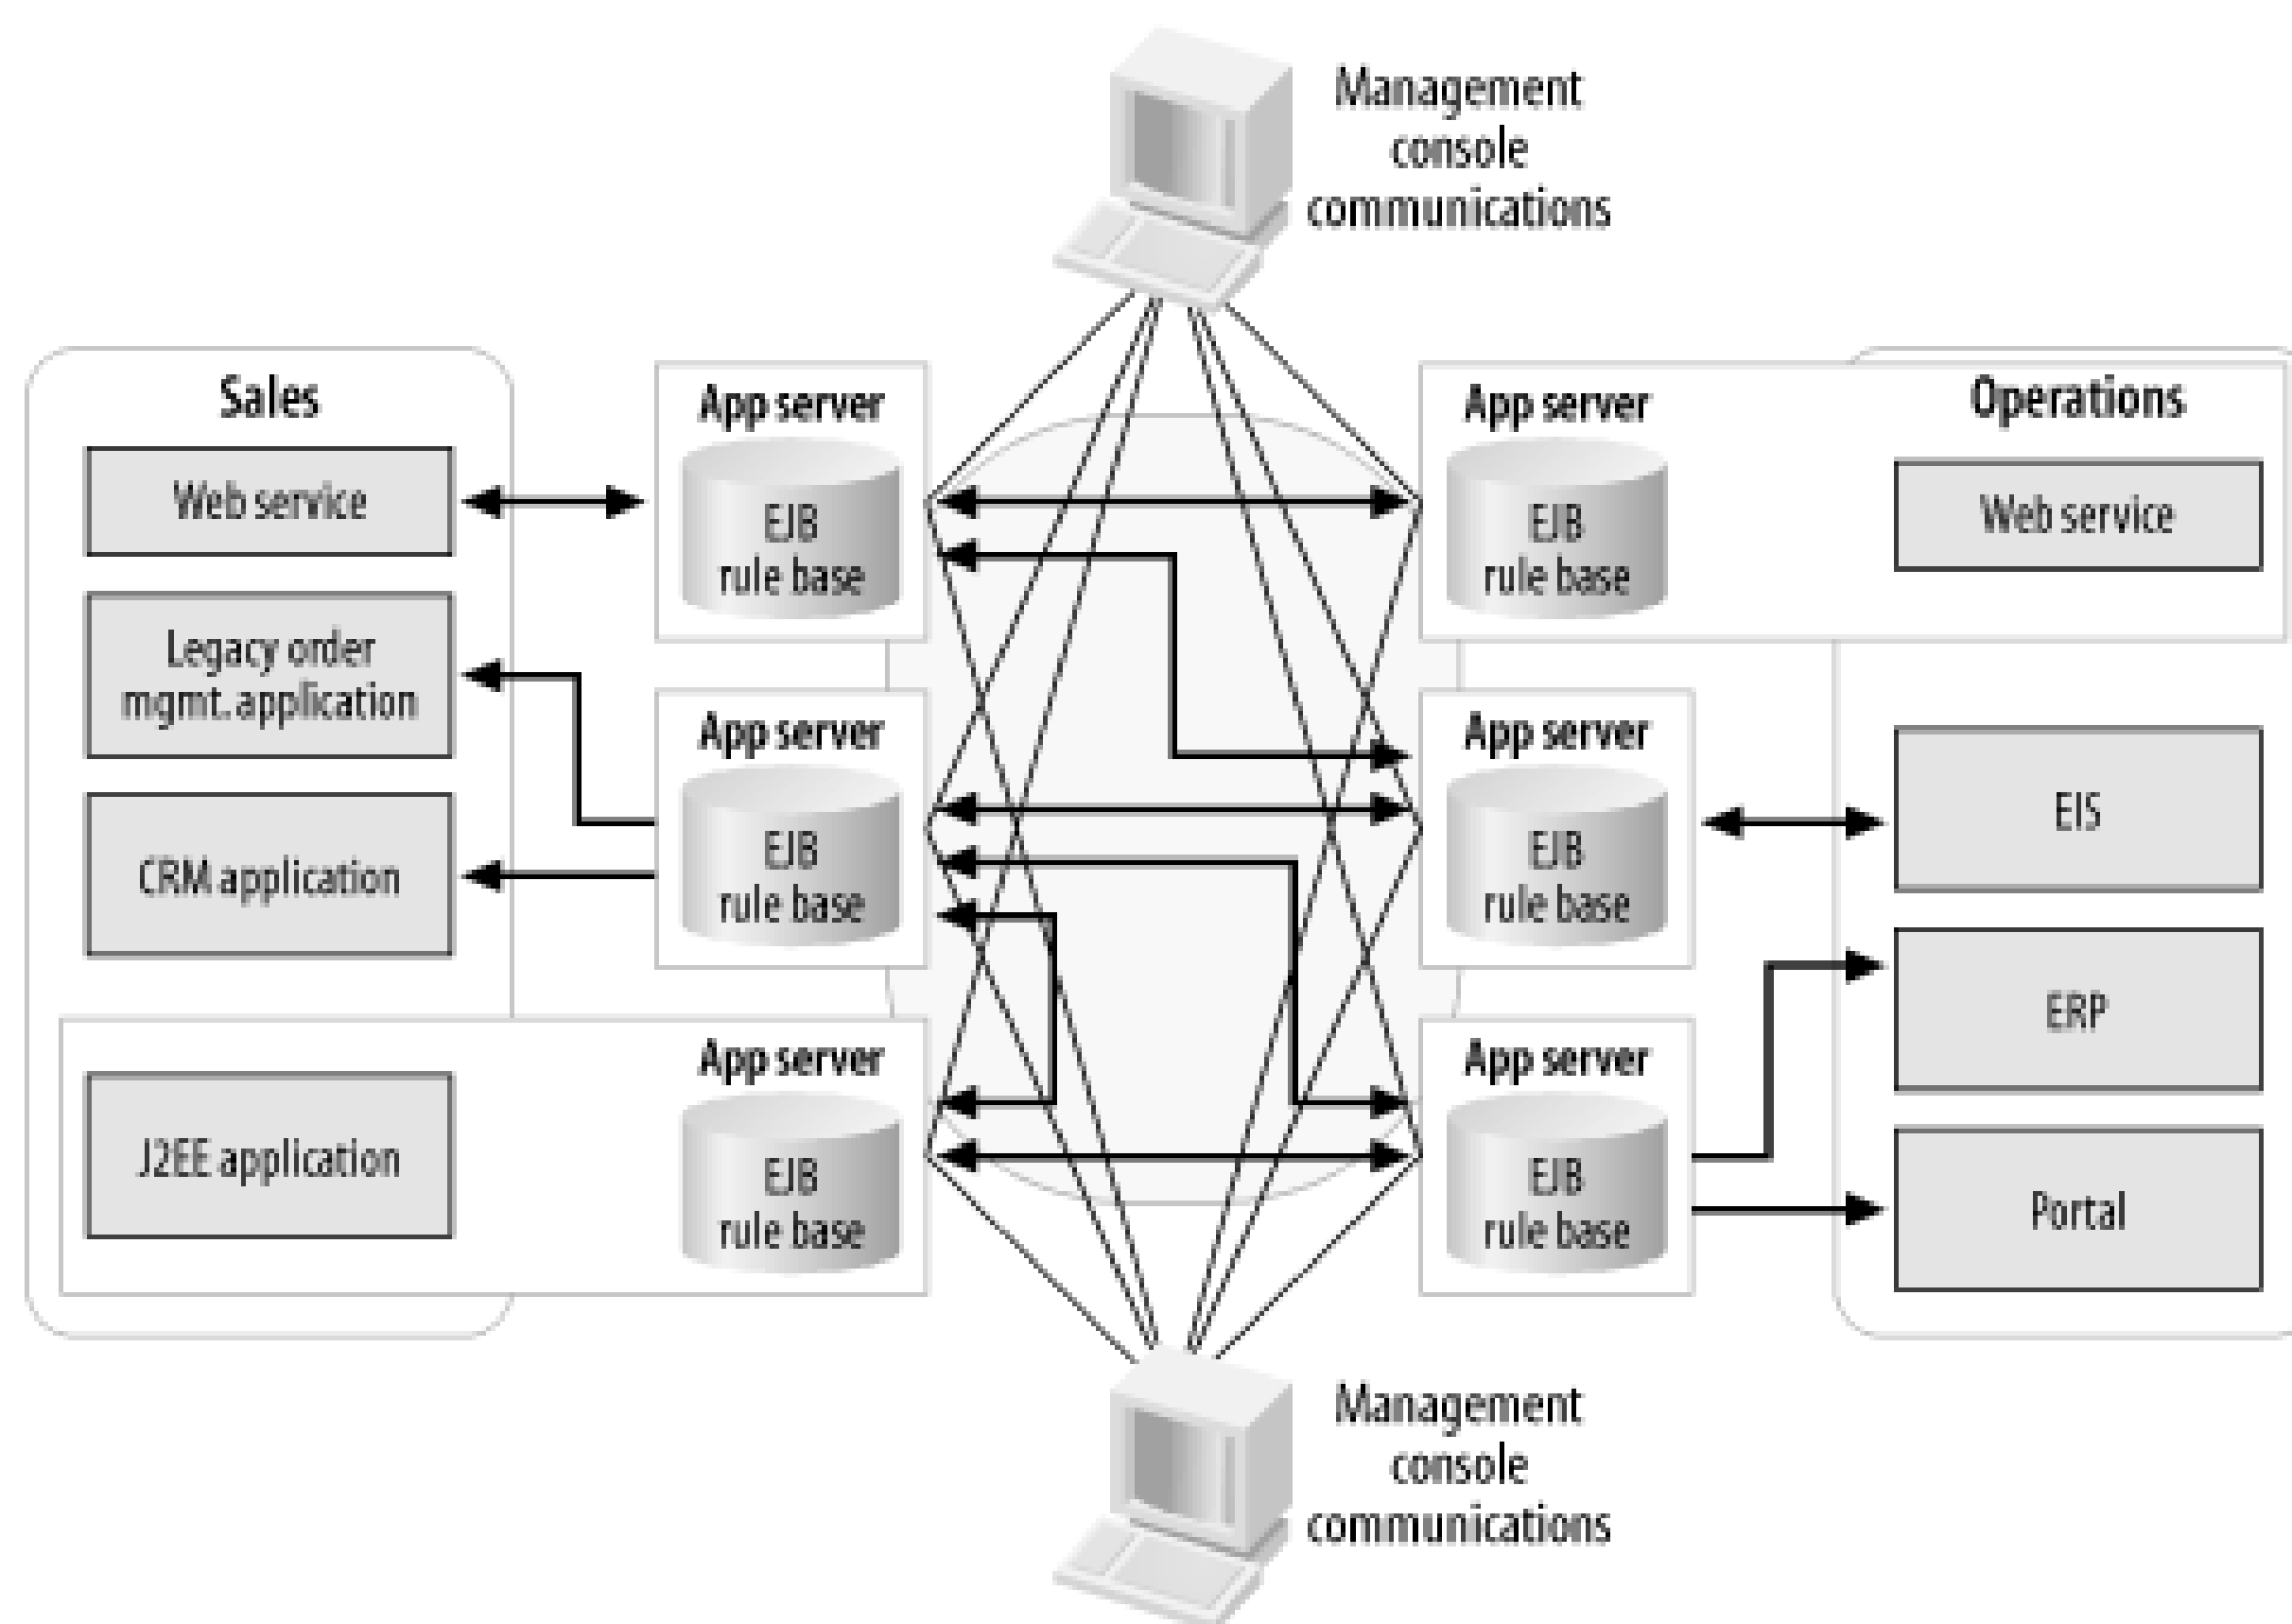 Management
console
communications
Sales
Web service
Legacy order
mgmt. application
CRM application
J2EE application
App server
EJB
rule base
App server
EJB
rule base
App server
EJB
rule base
App server
EJB
rule base
App server
EJB
rule base
App server
EJB
rule base
Operations
Web service
EIS
ERP
Portal
Management
console
communications